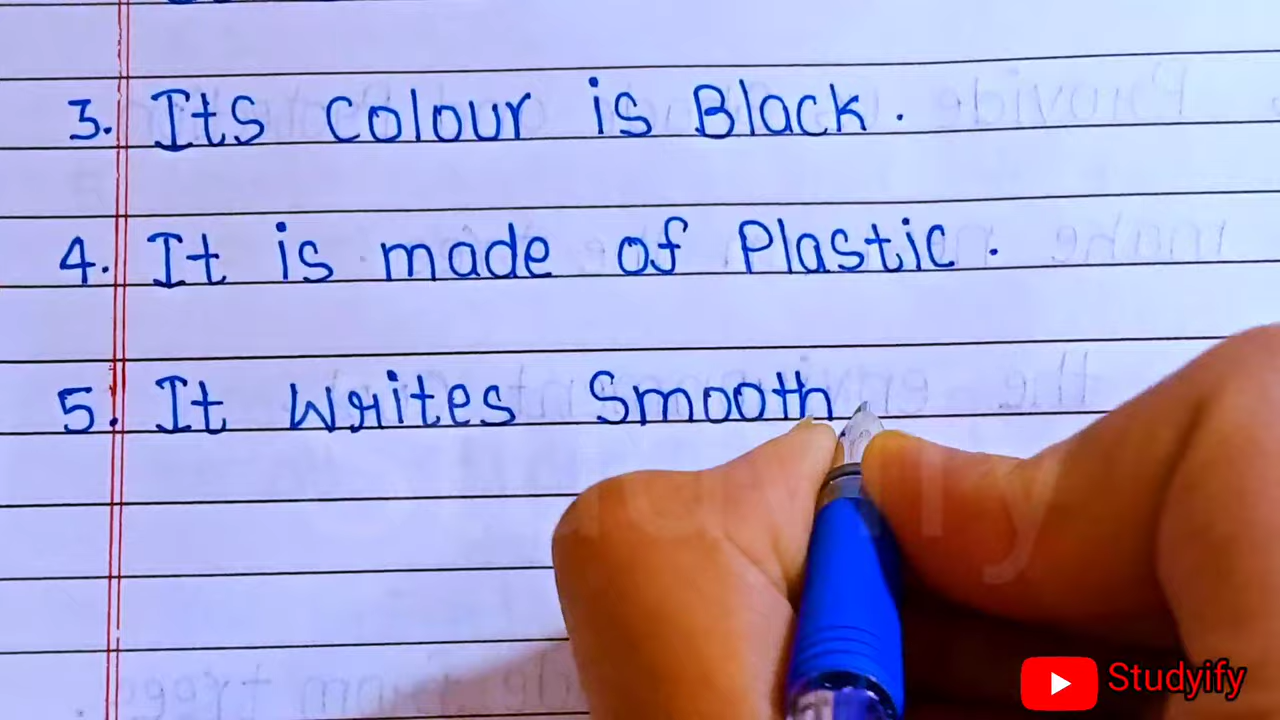 3. Its colour is Black.
4. It is made of Plastic.
5. It Writes Smooth
Studyify